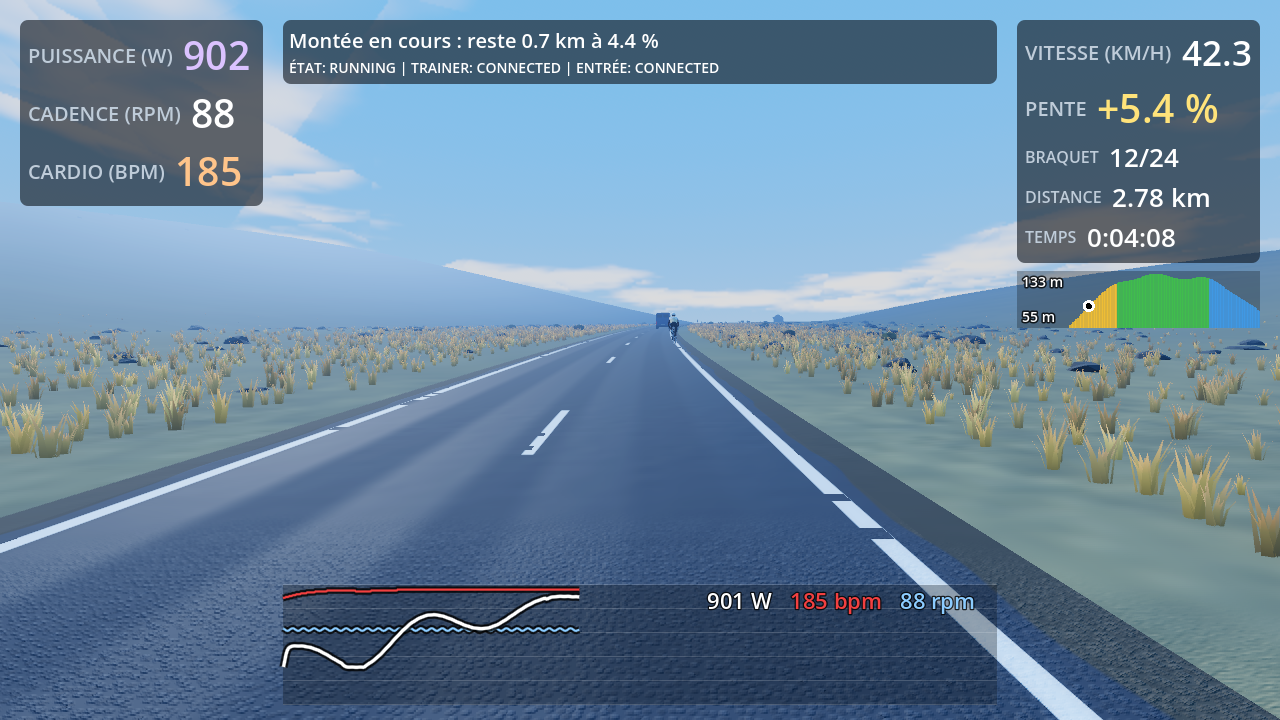 PUISSANCE (W) 902
CADENCE (RPM) 88
CARDIO (BPM) 185
Montée en cours : reste 0.7 km à 4.4 %
ÉTAT: RUNNING | TRAINER: CONNECTED | ENTRÉE: CONNECTED
VITESSE (KM/H) 42.3
PENTE +5.4 %
BRAQUET 12/24
DISTANCE 2.78 km
TEMPS 0:04:08
133 m
55 m
901 W 185 bpm 88 rpm